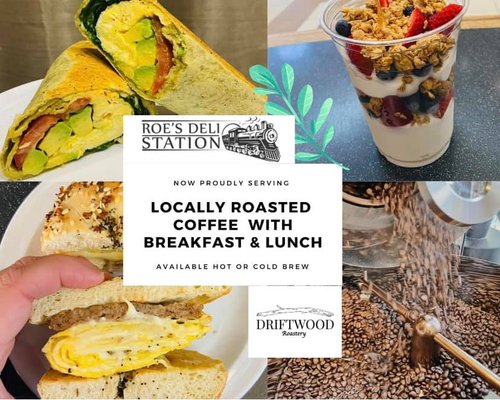 ROE'S DELI
STATION
NOW PROUDLY SERVING
LOCALLY ROASTED
COFFEE WITH
BREAKFAST & LUNCH
AVAILABLE HOT OR COLD BREW
DRIFTWOOD
Roastery